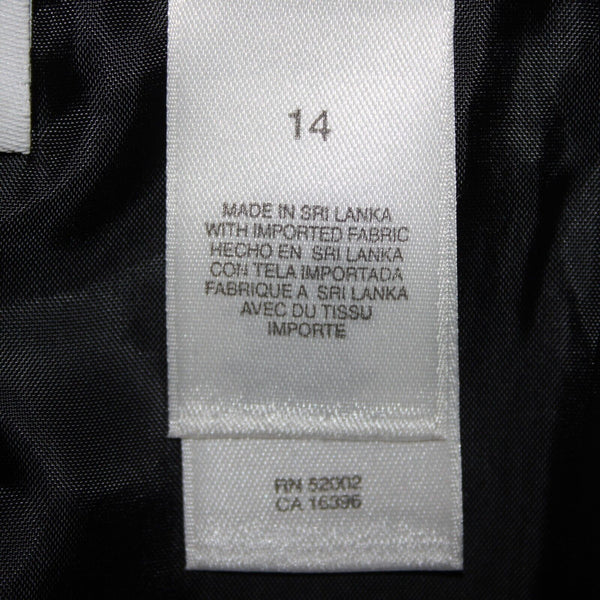 14
MADE IN SRI LANKA
WITH IMPORTED FABRIC
HECHO EN SRI LANKA
CON TELA IMPORTADA
FABRIQUE A SRI LANKA
AVEC DU TISSU
IMPORTE
RN 52002
CA 16396